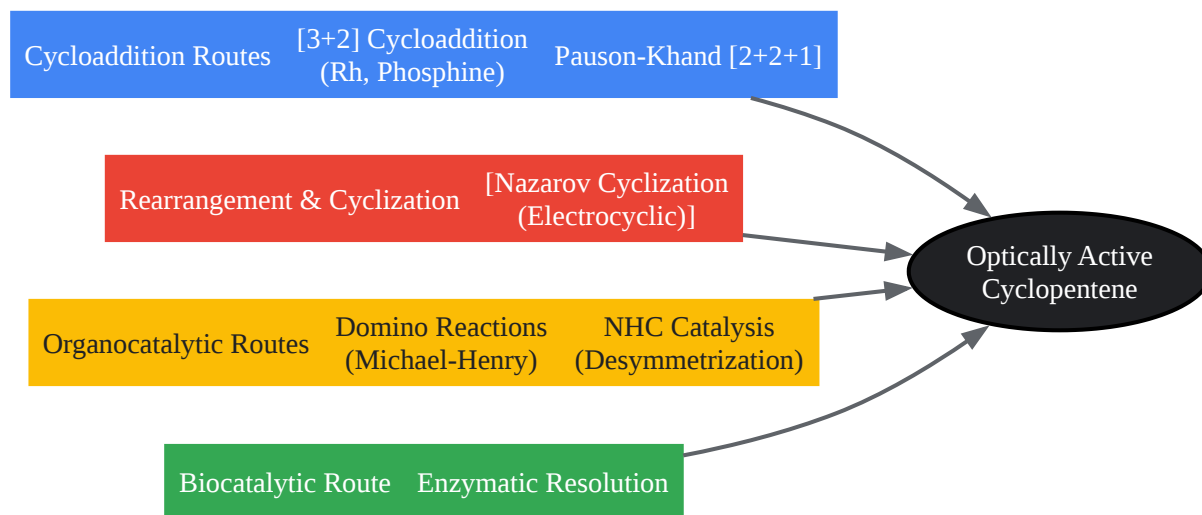 Cycloaddition Routes
[3+2] Cycloaddition
(Rh, Phosphine)
Pauson-Khand [2+2+1]
Rearrangement & Cyclization
[Nazarov Cyclization
(Electrocyclic)]
Organocatalytic Routes
Domino Reactions
(Michael-Henry)
NHC Catalysis
(Desymmetrization)
Biocatalytic Route
Enzymatic Resolution
Optically Active
Cyclopentene